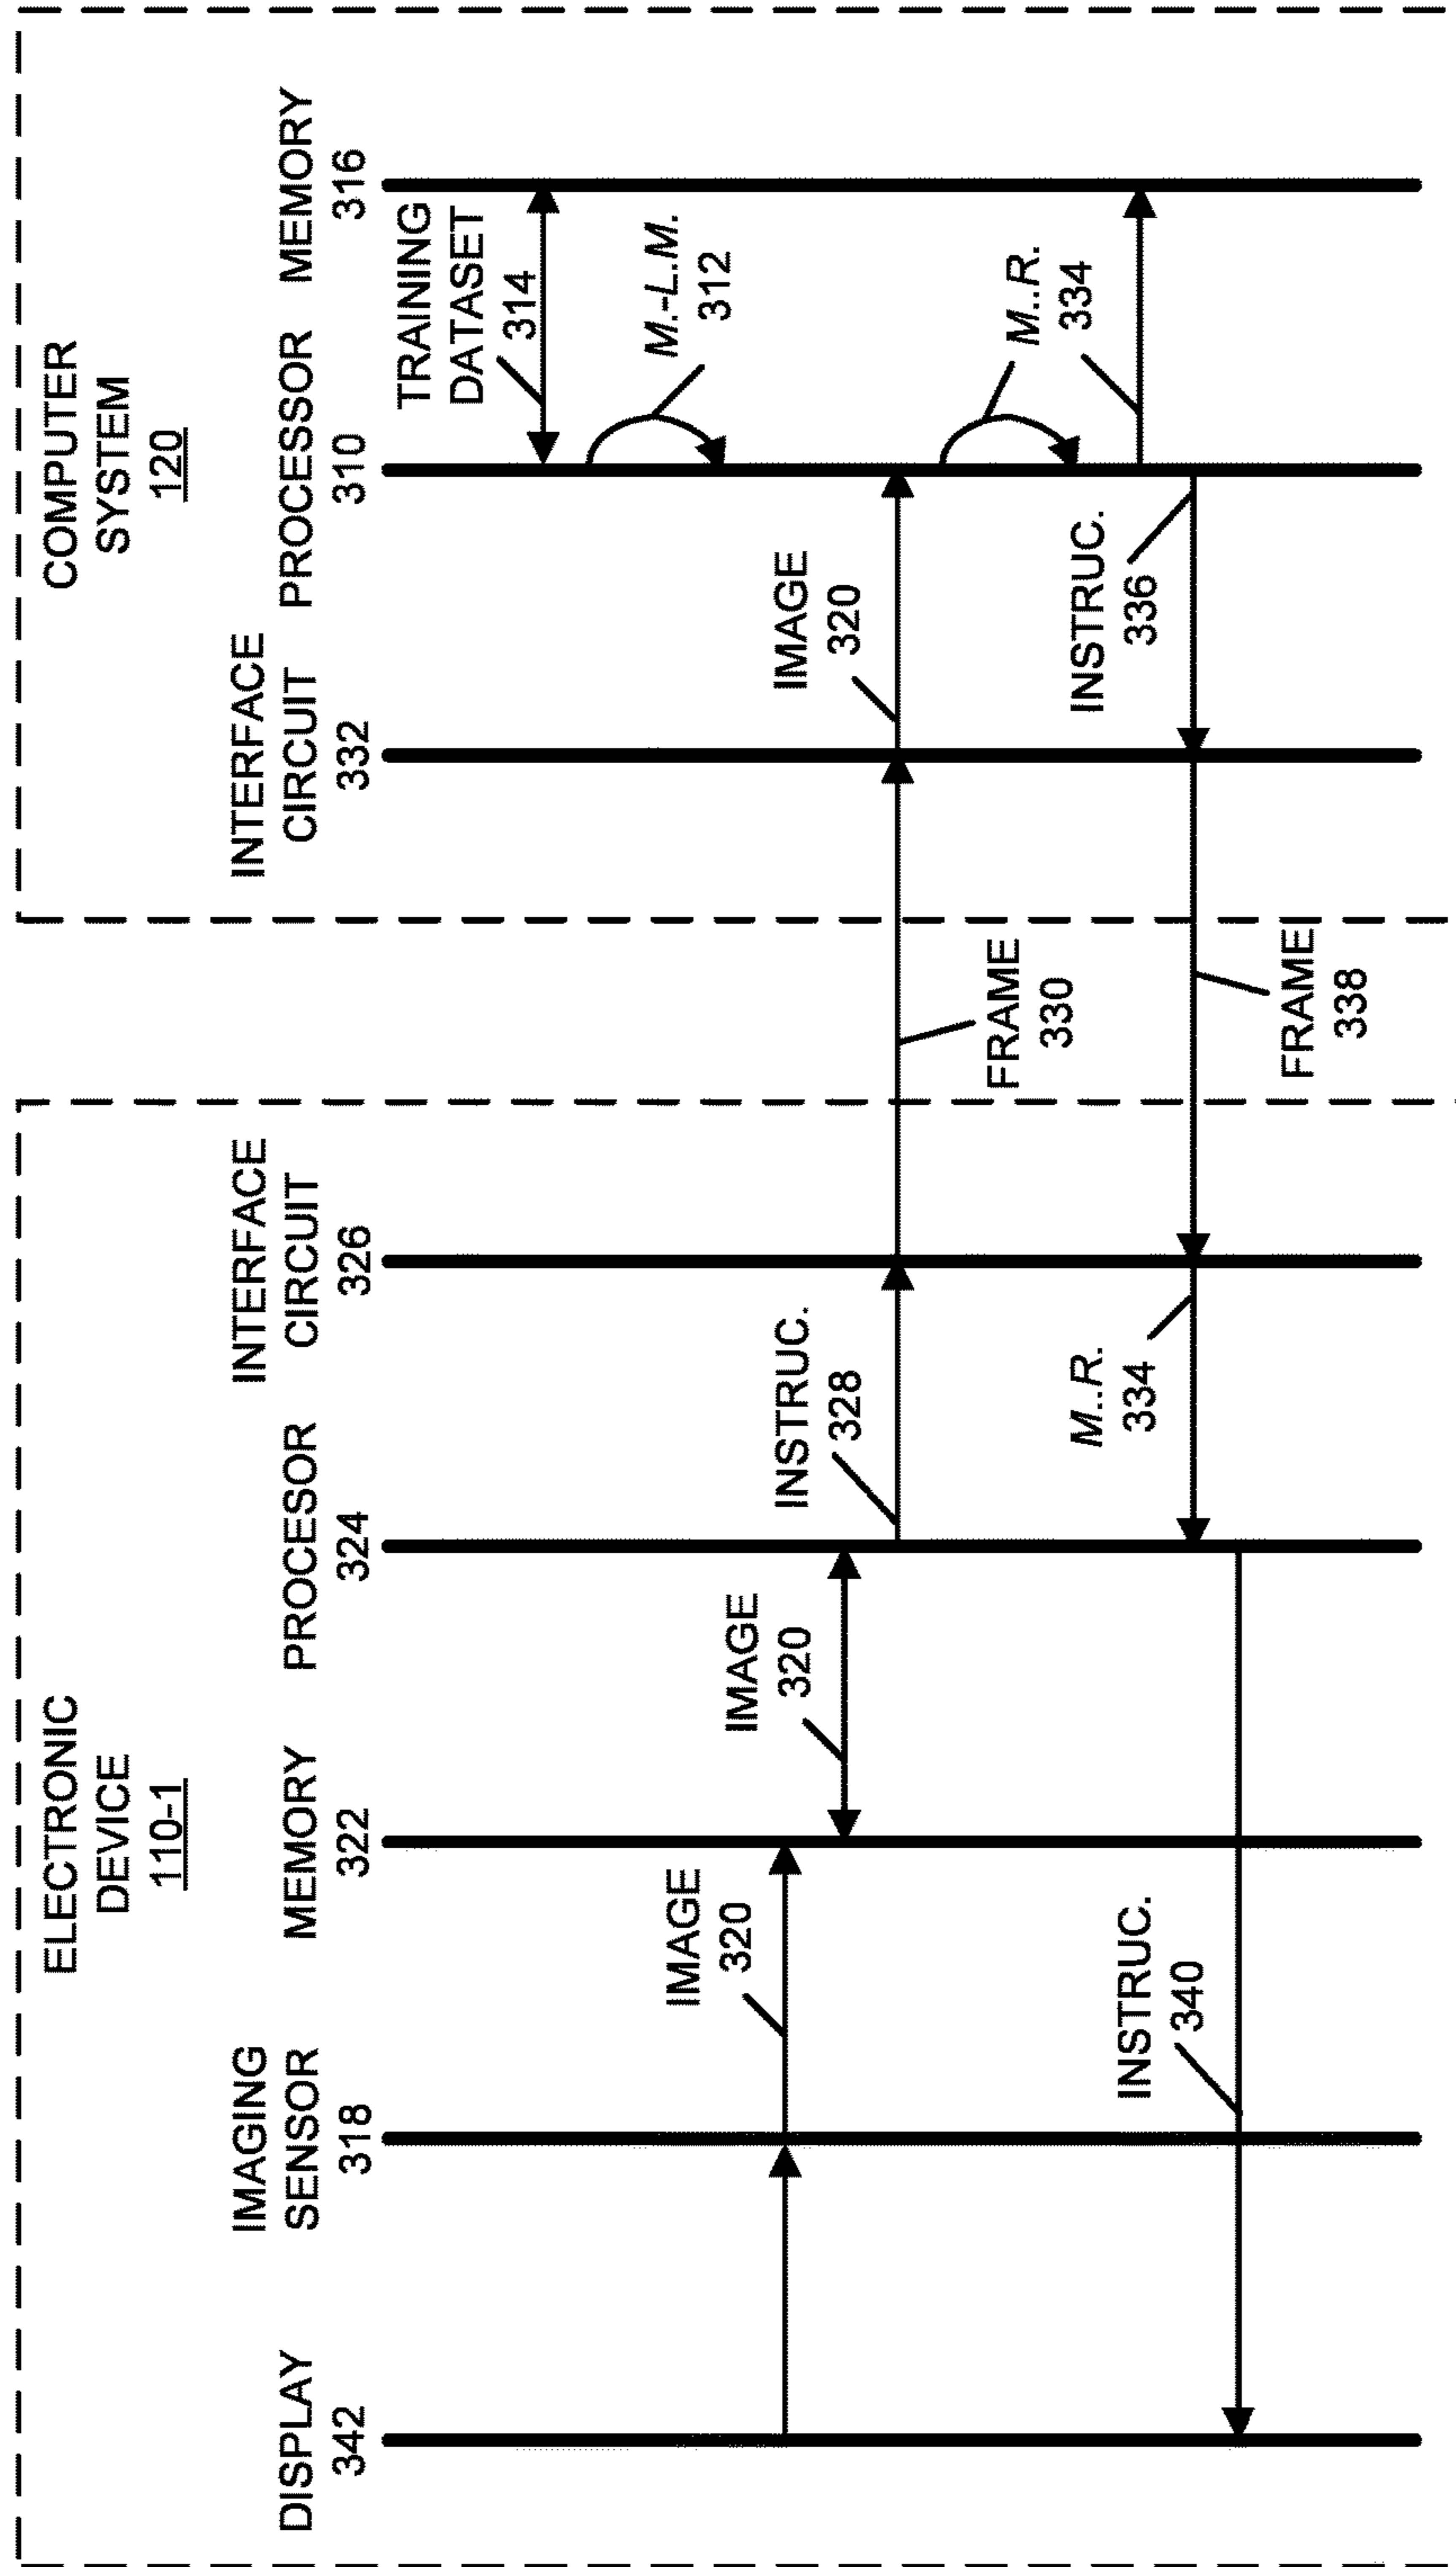 ELECTRONIC
DEVICE
110-1
COMPUTER
SYSTEM
120
DISPLAY
342
IMAGING
SENSOR
318
MEMORY
322
PROCESOR
324
INTERFACE
CIRCUIT
326
INTERFACE
CIRCUIT
332
PROCESSOR
310
MEMORY
316
TRAINING
DATASET
314
M.-L.M.
312
IMAGE
320
IMAGE
320
INSTRUC.
328
FRAME
330
IMAGE
320
M..R.
334
INSTRUC.
336
FRAME
338
M..R.
334
INSTRUC.
340